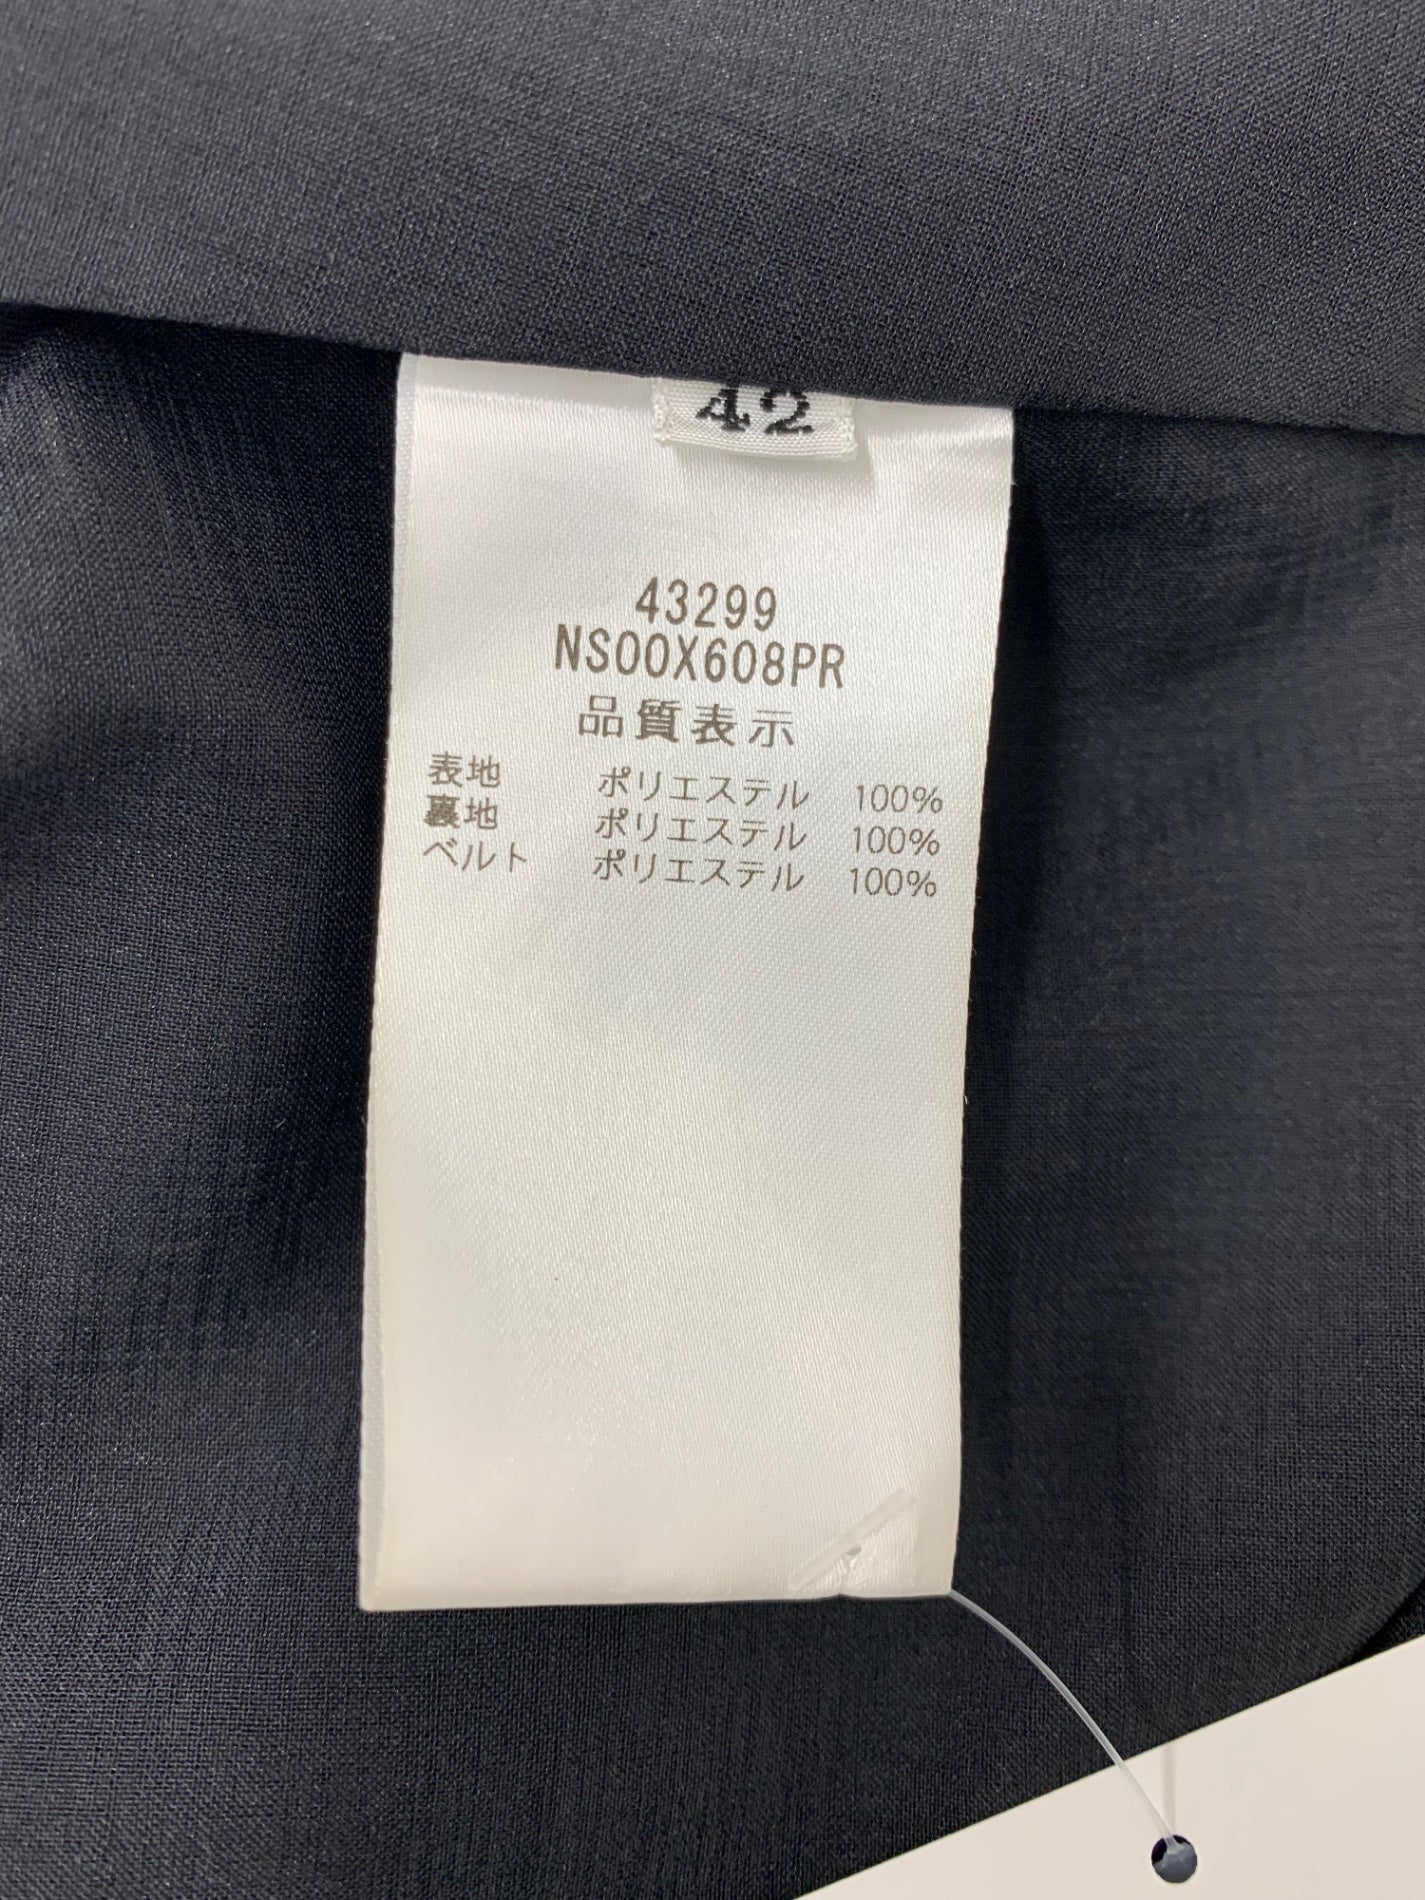 42
43299
NS00X608PR
品質表示
表地 ポリエステル 100%
裏地 ポリエステル 100%
ベルト ポリエステル 100%